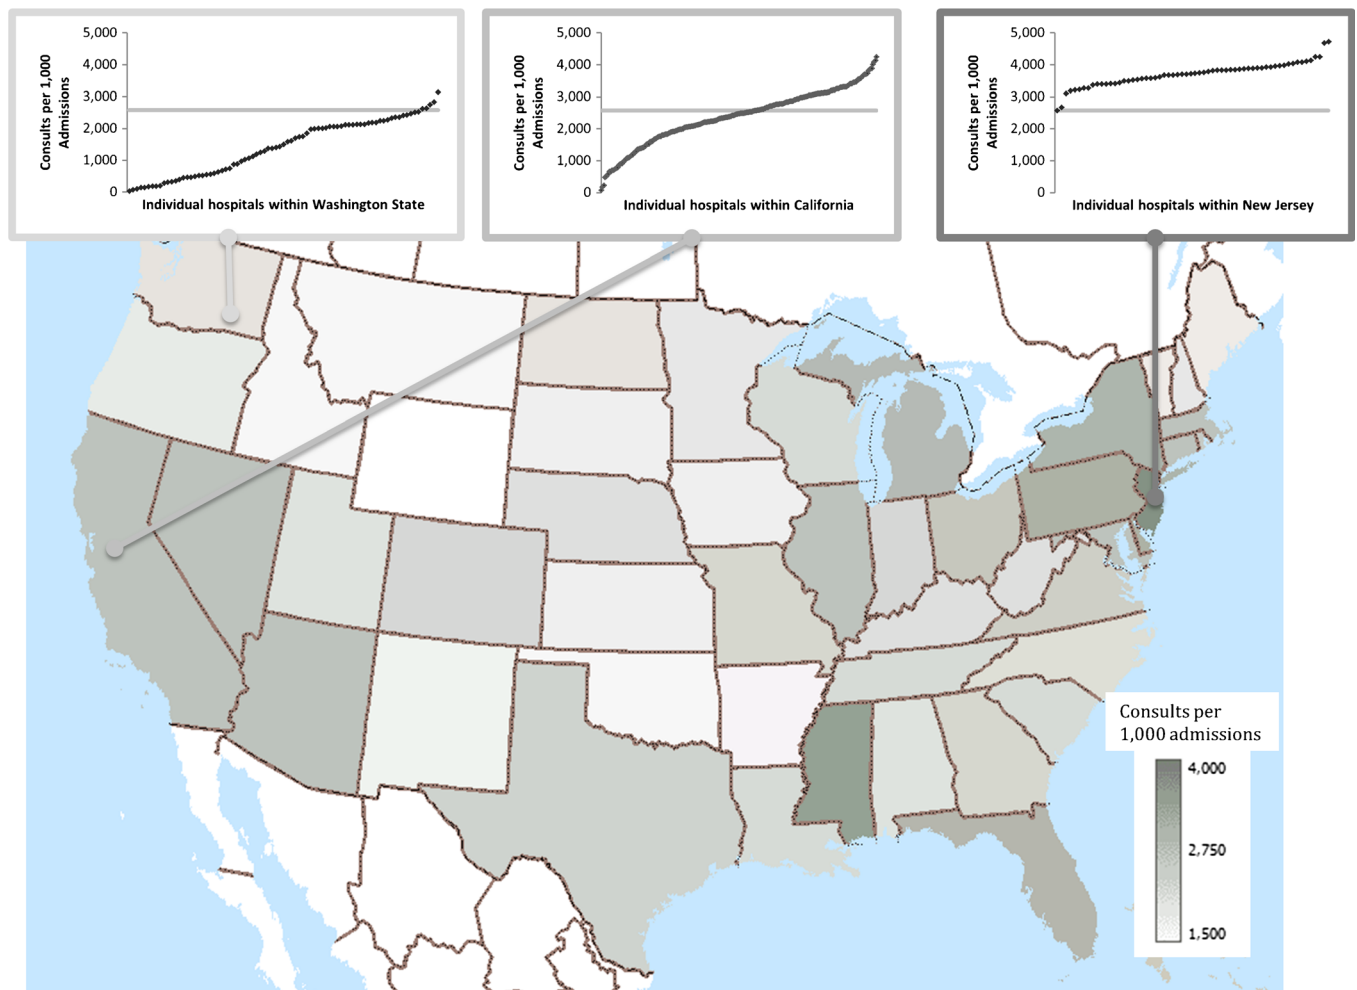 5,000
4,000
3,000
2,000
1,000
0
Consults per 1,000
Admissions
Individual hospitals within Washington State
5,000
4,000
3,000
2,000
1,000
0
Consults per 1,000
Admissions
Individual hospitals within California
5,000
4,000
3,000
2,000
1,000
0
Consults per 1,000
Admissions
Individual hospitals within New Jersey
Consults per
1,000 admissions
4,000
2,750
1,500